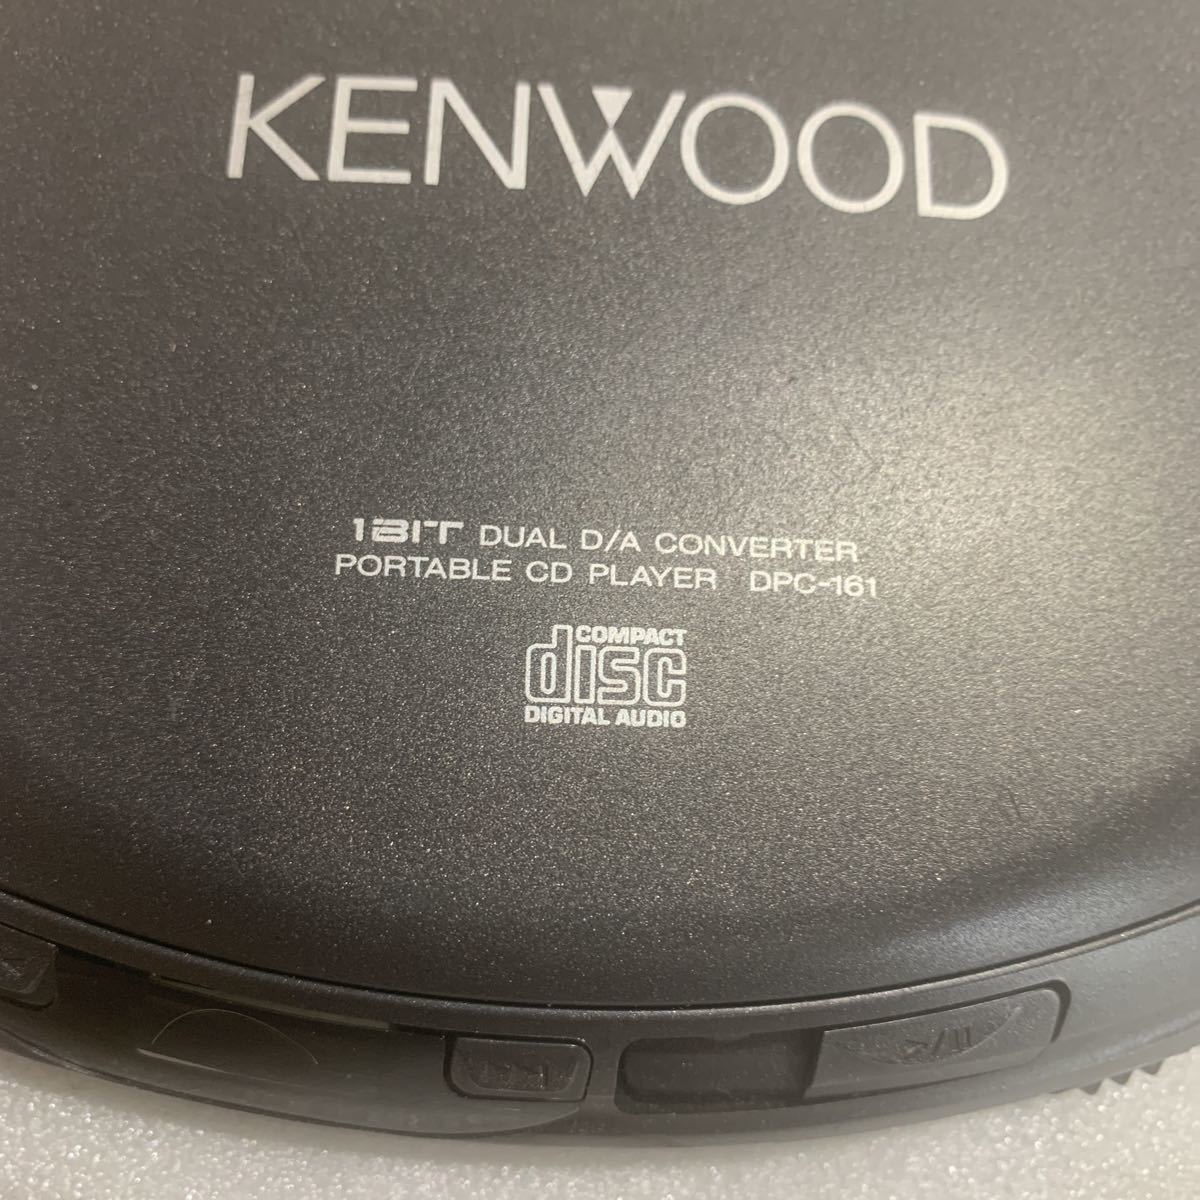 KENWOOD
1BIT DUAL D/A CONVERTER
PORTABLE CD PLAYER DPC-161
COMPACT
disc
DIGITAL AUDIO